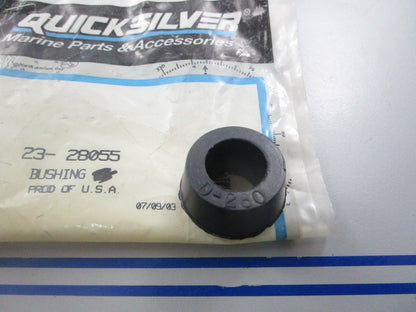 QUICKSILVER
Marine Parts & Accessories
23- 28055
BUSHING
PROD OF U.S.A.
07/09/03
D-260